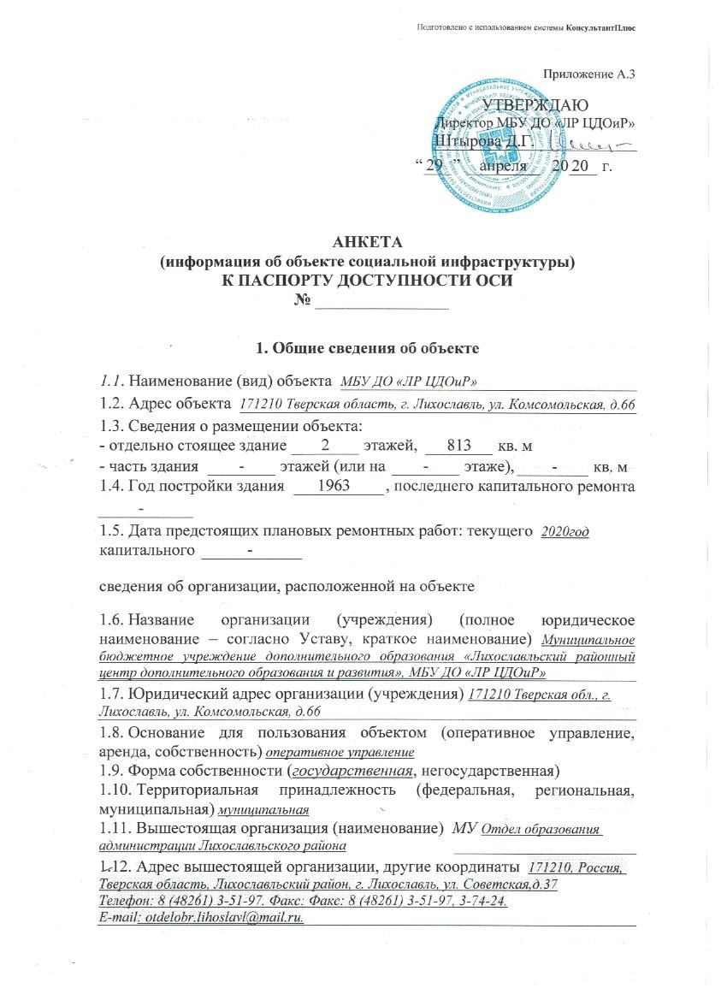 Подготовлено с использованием системы КонсультантПлюс
Приложение А.3
УТВЕРЖДАЮ
Директор МБУ ДО «ЛР ЦДОиР»
Штырова Д.Г.
“ 29 ” апреля 20 20 г.
АНКЕТА
(информация об объекте социальной инфраструктуры)
К ПАСПОРТУ ДОСТУПНОСТИ ОСИ
№ _______________
1. Общие сведения об объекте
1.1. Наименование (вид) объекта МБУ ДО «ЛР ЦДОиР»
1.2. Адрес объекта 171210 Тверская область, г. Лихославль, ул. Комсомольская, д.66
1.3. Сведения о размещении объекта:
- отдельно стоящее здание 2 этажей, 813 кв. м
- часть здания - этажей (или на - этаже), - кв. м
1.4. Год постройки здания 1963 , последнего капитального ремонта
-
1.5. Дата предстоящих плановых ремонтных работ: текущего 2020год
капитального -
сведения об организации, расположенной на объекте
1.6. Название организации (учреждения) (полное юридическое
наименование – согласно Уставу, краткое наименование) Муниципальное
бюджетное учреждение дополнительного образования «Лихославльский районный
центр дополнительного образования и развития», МБУ ДО «ЛР ЦДОиР»
1.7. Юридический адрес организации (учреждения) 171210 Тверская обл., г.
Лихославль, ул. Комсомольская, д.66
1.8. Основание для пользования объектом (оперативное управление,
аренда, собственность) оперативное управление
1.9. Форма собственности (государственная, негосударственная)
1.10. Территориальная принадлежность (федеральная, региональная,
муниципальная) муниципальная
1.11. Вышестоящая организация (наименование) МУ Отдел образования
администрации Лихославльского района
1.12. Адрес вышестоящей организации, другие координаты 171210, Россия,
Тверская область, Лихославльский район, г. Лихославль, ул. Советская,д.37
Телефон: 8 (48261) 3-51-97. Факс: Факс: 8 (48261) 3-51-97, 3-74-24.
E-mail: otdelobr.lihoslavl@mail.ru.